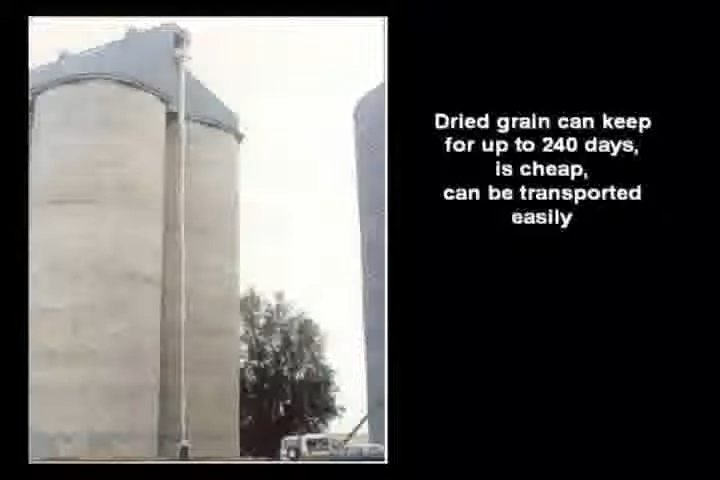 Dried grain can keep
for up to 240 days,
is cheap,
can be transported
easily